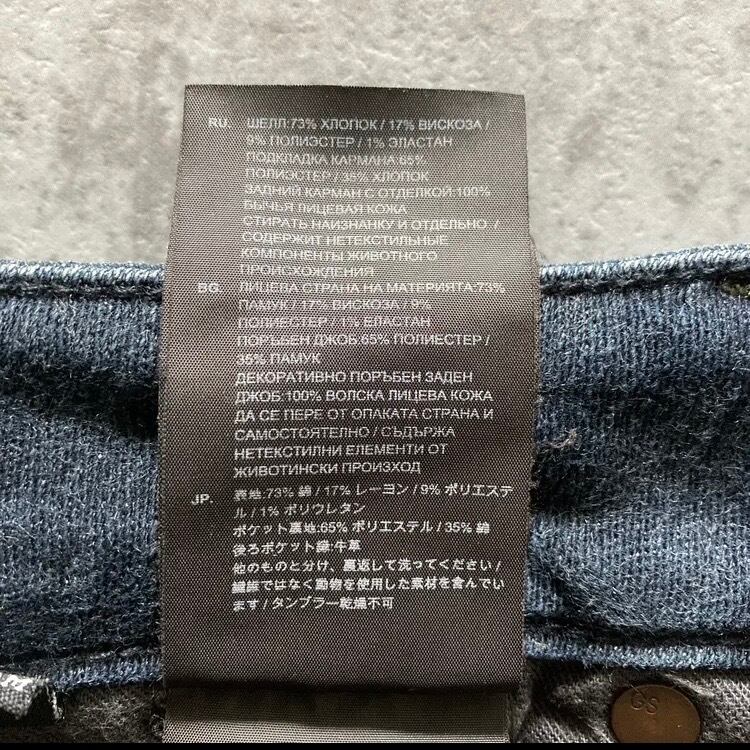 RU. ШЕЛЛ:73% ХЛОПОК / 17% ВИСКОЗА /
9% ПОЛИЭСТЕР / 1% ЭЛАСТАН
ПОДКЛАДКА КАРМАНА 65%
ПОЛИЭСТЕР / 35% ХЛОПОК
ЗАДНИЙ КАРМАН С ОТДЕЛКОЙ:100%
БЫЧЬЯ ЛИЦЕВАЯ КОЖА
СТИРАТЬ НАИЗНАНКУ И ОТДЕЛЬНО /
СОДЕРЖИТ НЕТЕКСТИЛЬНЫЕ
КОМПОНЕНТЫ ЖИВОТНОГО
ПРОИСХОЖДЕНИЯ
BG. ЛИЦЕВА СТРАНА НА МАТЕРИЯТА:73%
ПАМУК / 17% ВИСКОЗА / 9%
ПОЛИЕСТЕР / 1% ЕЛАСТАН
ПОРЪБЕН ДЖОБ:65% ПОЛИЕСТЕР /
35% ПАМУК
ДЕКОРАТИВНО ПОРЪБЕН ЗАДЕН
ДЖОБ:100% ВОЛСКА ЛИЦЕВА КОЖА
ДА СЕ ПЕРЕ ОТ ОПАКАТА СТРАНА И
САМОСТОЯТЕЛНО / СЪДЪРЖА
НЕТЕКСТИЛНИ ЕЛЕМЕНТИ ОТ
ЖИВОТИНСКИ ПРОИЗХОД
JP. 表地:73% 綿 / 17% レーヨン / 9% ポリエステ
ル / 1% ポリウレタン
ポケット裏地:65% ポリエステル / 35% 綿
後ろポケット縁:牛革
他のものと分け、裏返して洗ってください /
繊維ではなく動物を使用した素材を含んでい
ます / タンブラー乾燥不可
GS